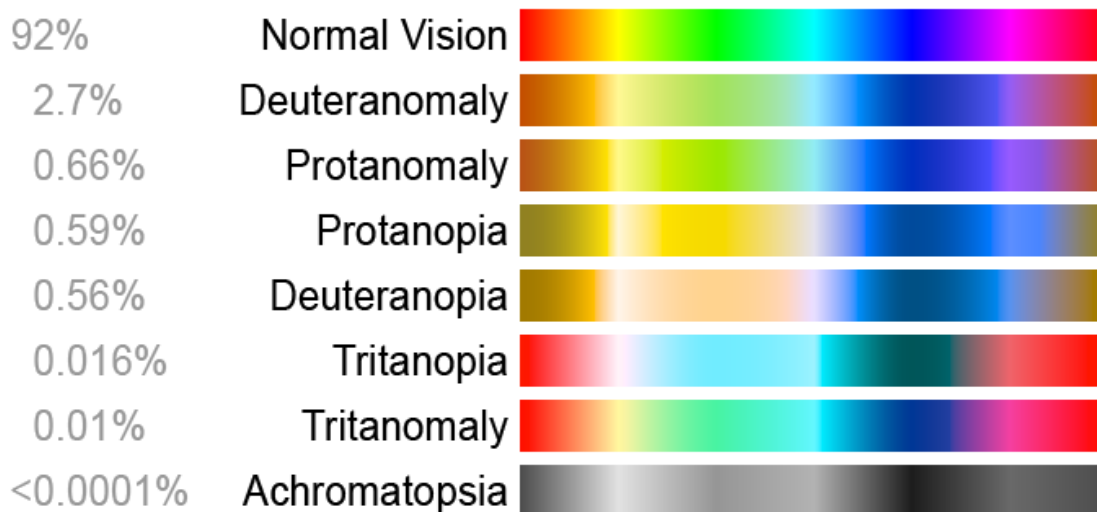 92% Normal Vision
2.7% Deuteranomaly
0.66% Protanomaly
0.59% Protanopia
0.56% Deuteranopia
0.016% Tritanopia
0.01% Tritanomaly
<0.0001% Achromatopsia